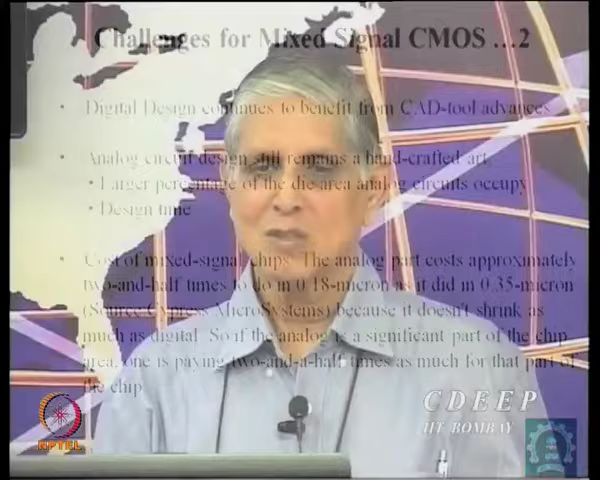 Challenges for Mixed Signal CMOS ...2
• Digital Design continues to benefit from CAD-tool advances
• Analog circuit design still remains a hand-crafted art
• Larger percentage of the die-area analog circuits occupy
• Design time
• Cost of mixed-signal chips: The analog part costs approximately
two-and-half times to do in 0.18-micron as it did in 0.35-micron
(Source Cypress MicroSystems) because it doesn't shrink as
much as digital. So if the analog is a significant part of the chip
area, one is paying two-and-a-half times as much for that part of
the chip
CDEEP
IIT BOMBAY
NPTEL